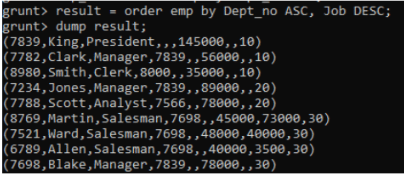 grunt> result = order emp by Dept_no ASC, Job DESC;
grunt> dump result;
(7839,King,President,,,145000,,10)
(7782,Clark,Manager,7839,,56000,,10)
(8980,Smith,Clerk,8000,,35000,,10)
(7234,Jones,Manager,7839,,89000,,20)
(7788,Scott,Analyst,7566,,78000,,20)
(8769,Martin,Salesman,7698,,45000,73000,30)
(7521,Ward,Salesman,7698,,48000,40000,30)
(6789,Allen,Salesman,7698,,40000,3500,30)
(7698,Blake,Manager,7839,,78000,,30)